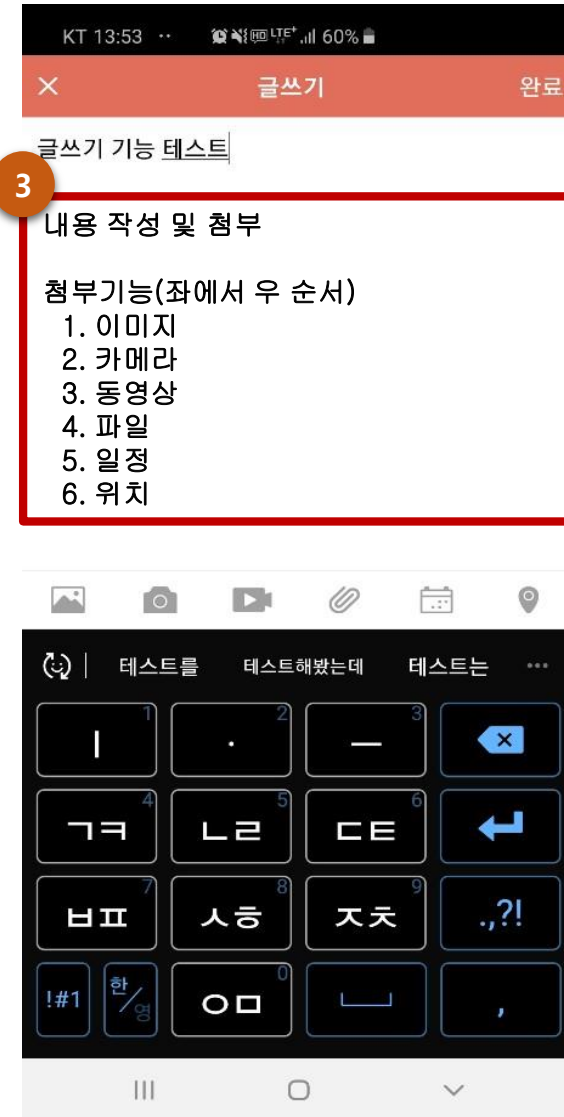 KT 13:53 ·· HD LTE+ 60%
글쓰기 완료
글쓰기 기능 테스트
3
내용 작성 및 첨부
첨부기능(좌에서 우 순서)
1. 이미지
2. 카메라
3. 동영상
4. 파일
5. 일정
6. 위치
테스트를 테스트해봤는데 테스트는 ···
ㅣ 1 · 2 ㅡ 3
ㄱㅋ 4 ㄴㄹ 5 ㄷㅌ 6
ㅂㅍ 7 ㅅㅎ 8 ㅈㅊ 9 .,?!
!#1 한/영 ㅇㅁ 0 ,